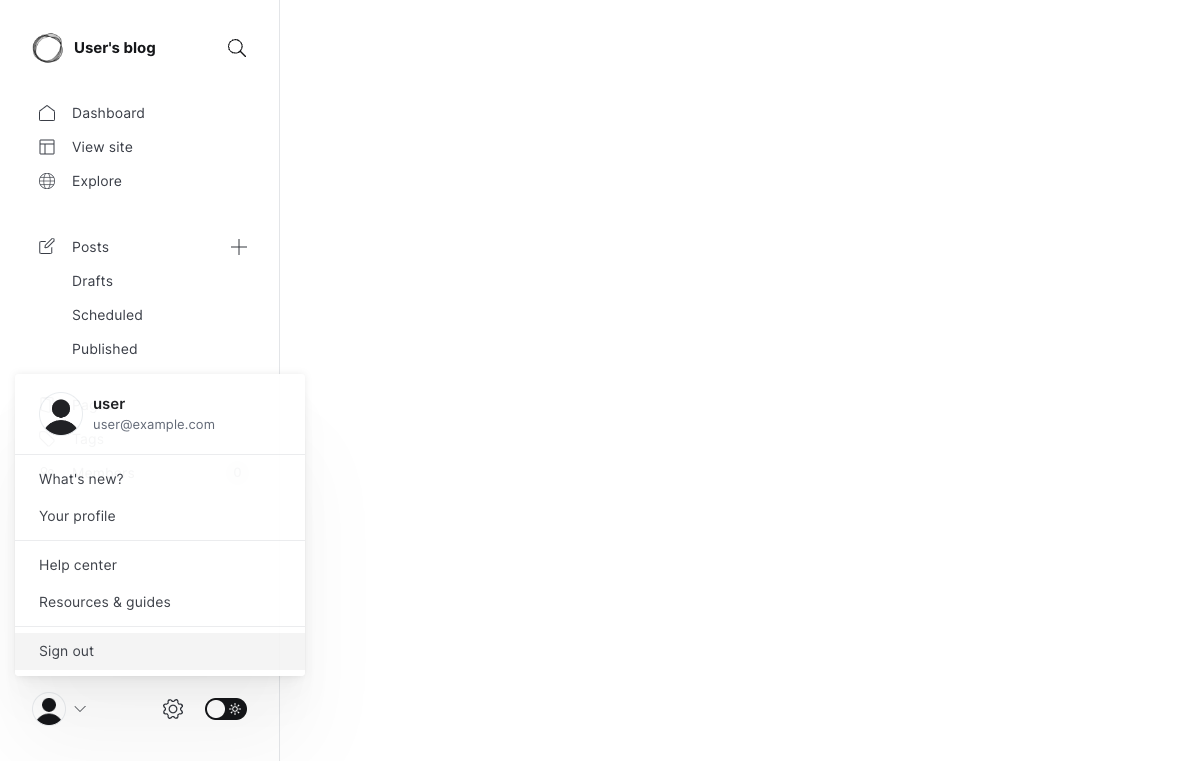 User's blog
Dashboard
View site
Explore
Posts
Drafts
Scheduled
Published
user
user@example.com
Tags
What's new?
Your profile
Help center
Resources & guides
Sign out